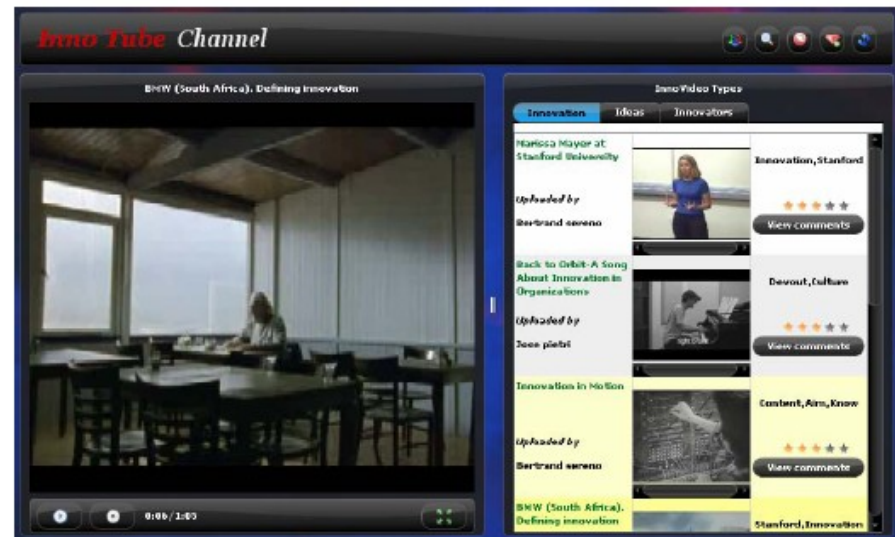 Inno Tube Channel
BMW (South Africa). Defining innovation
0:06/1:05
InnoVideo Types
Innovation
Ideas
Innovators
Marissa Mayer at
Stanford University
Uploaded by
Bertrand sereno
Innovation,Stanford
View comments
Back to Orbit-A Song
About Innovation in
Organizations
Uploaded by
Jose pietri
Devout,Culture
View comments
Innovation in Motion
Uploaded by
Bertrand sereno
Content,Aim,Know
View comments
BMW (South Africa).
Defining innovation
Stanford,Innovation